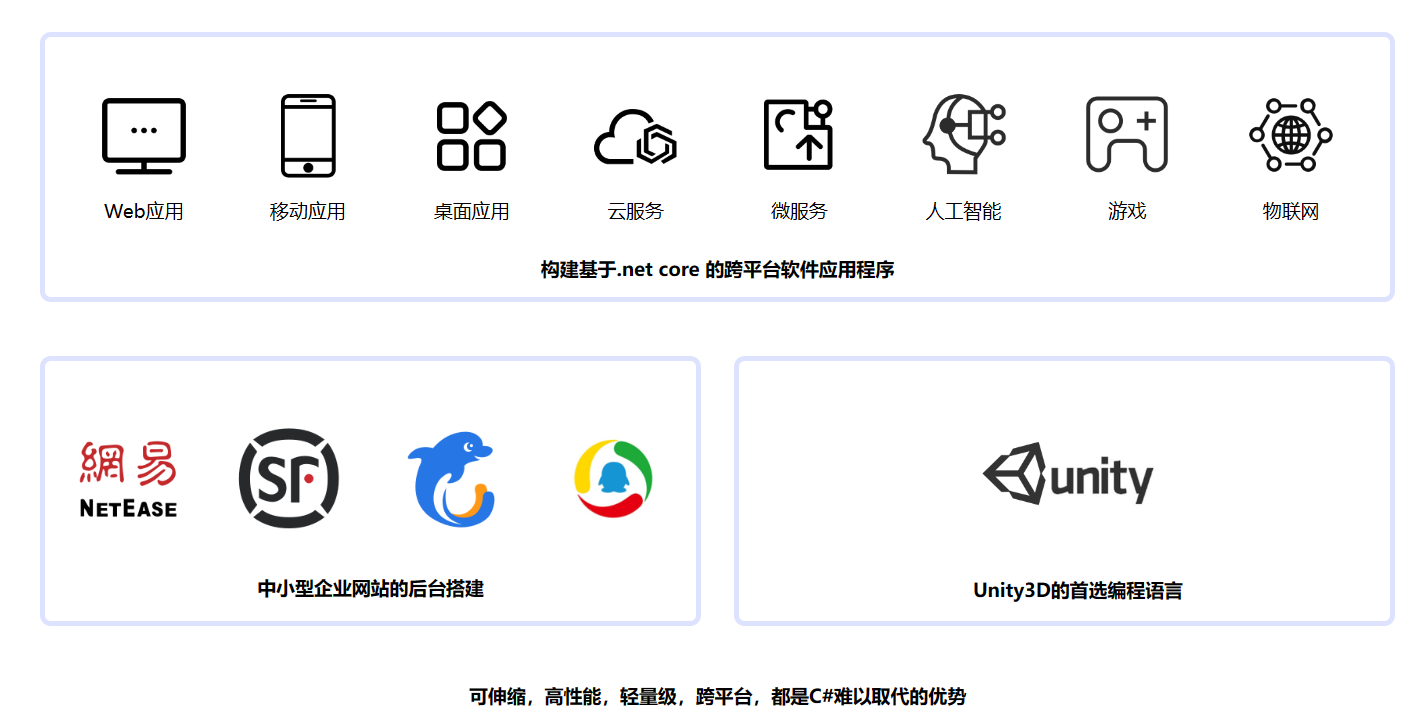 Web应用
移动应用
桌面应用
云服务
微服务
人工智能
游戏
物联网
构建基于.net core 的跨平台软件应用程序
網易
NETEASE
SF
中小型企业网站的后台搭建
unity
Unity3D的首选编程语言
可伸缩，高性能，轻量级，跨平台，都是C#难以取代的优势